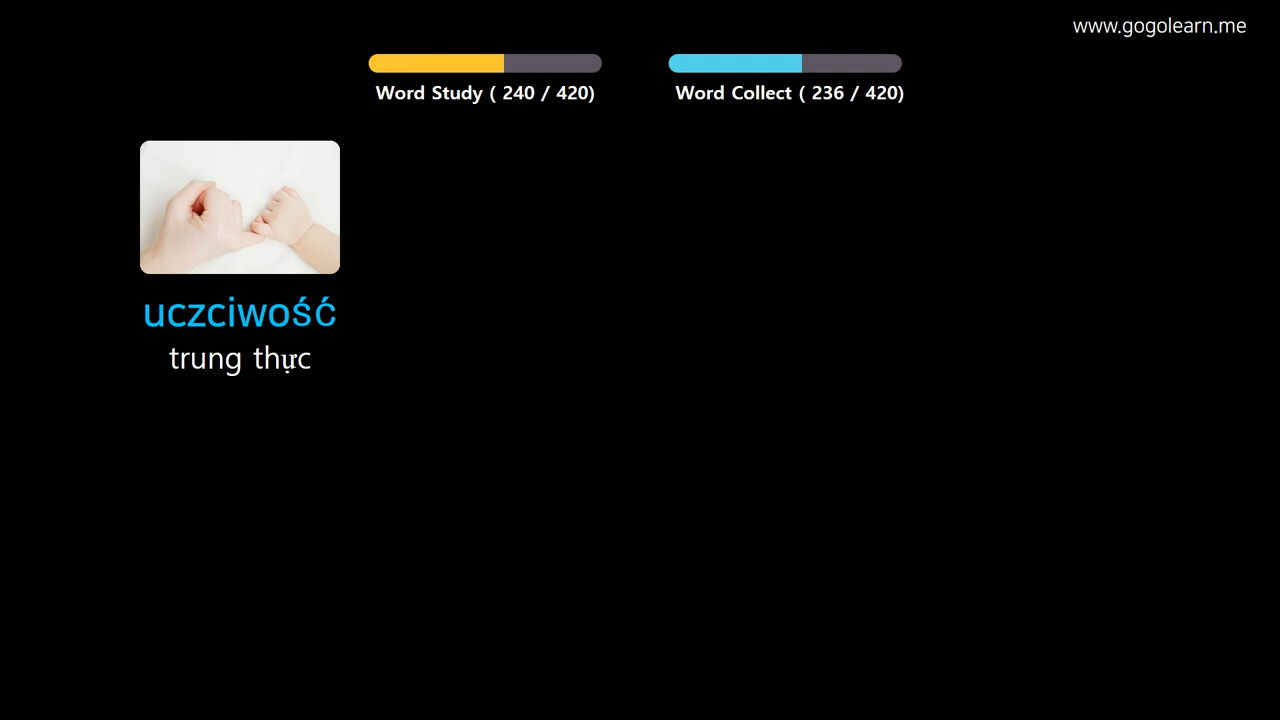 www.gogolearn.me
Word Study ( 240 / 420)
Word Collect ( 236 / 420)
uczciwość
trung thực